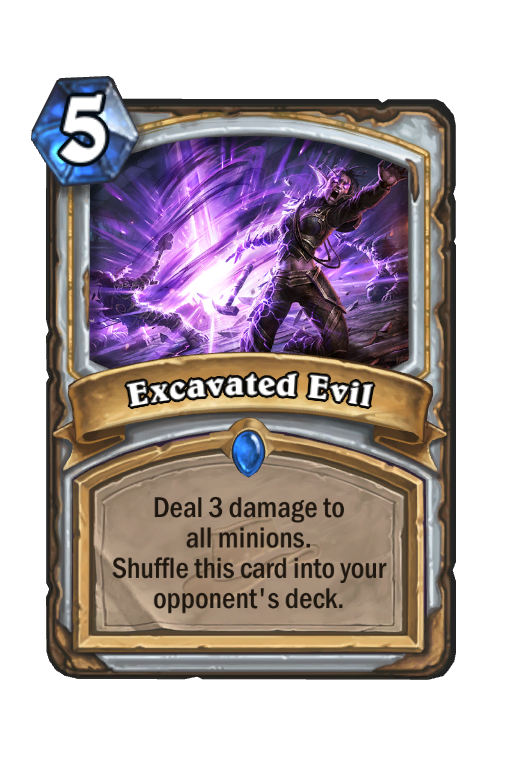 5
Excavated Evil
Deal 3 damage to
all minions.
Shuffle this card into your
opponent's deck.